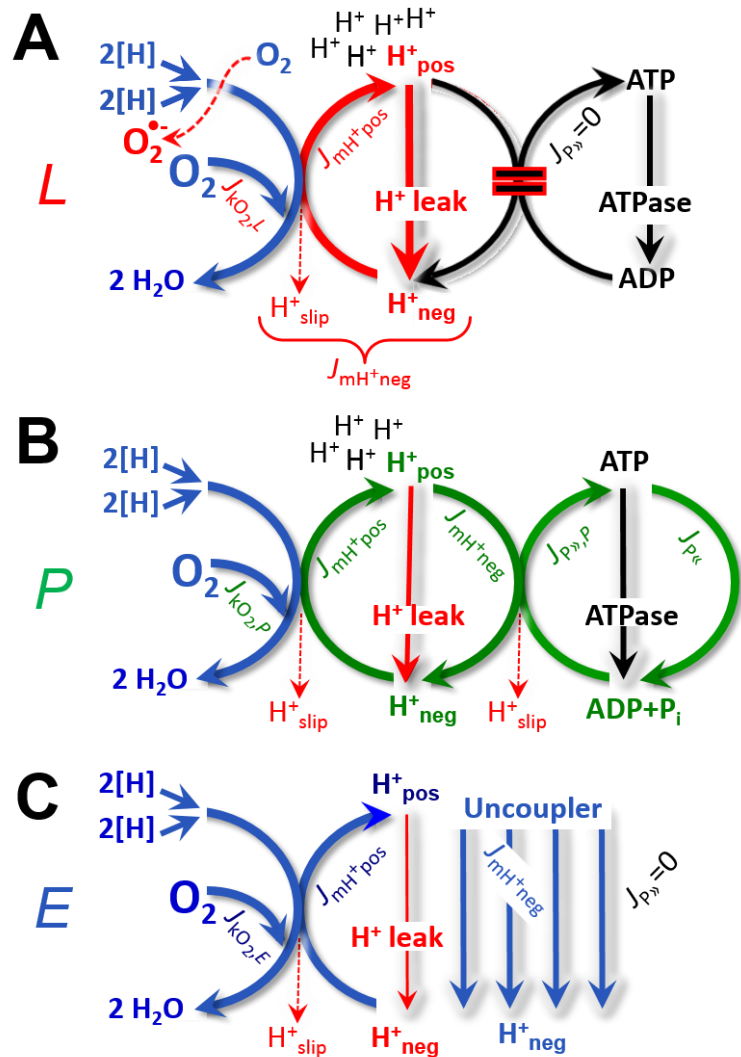 A
H⁺ H⁺ H⁺
H⁺ H⁺ H⁺pos
2[H]
2[H]
O₂
O₂•-
O₂
JkO₂,L
JmH⁺pos
JP»=0
ATP
L
H⁺ leak
ATPase
2 H₂O
H⁺slip
H⁺neg
ADP
JmH⁺neg
B
H⁺ H⁺
H⁺ H⁺ H⁺pos
ATP
2[H]
2[H]
O₂
JkO₂,P
JmH⁺pos
JmH⁺neg
JP»,P
JP«
P
H⁺ leak
ATPase
2 H₂O
H⁺slip
H⁺neg
H⁺slip
ADP+Pi
C
2[H]
2[H]
H⁺pos
Uncoupler
O₂
JkO₂,E
JmH⁺pos
JmH⁺neg
JP»=0
E
H⁺ leak
2 H₂O
H⁺slip
H⁺neg
H⁺neg